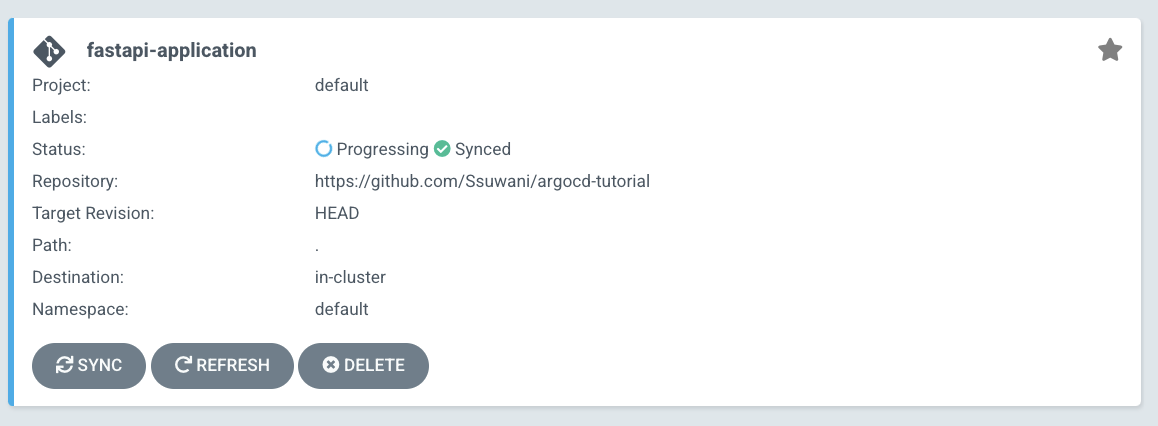 fastapi-application
Project: default
Labels:
Status: Progressing Synced
Repository: https://github.com/Ssuwani/argocd-tutorial
Target Revision: HEAD
Path: .
Destination: in-cluster
Namespace: default
SYNC REFRESH DELETE